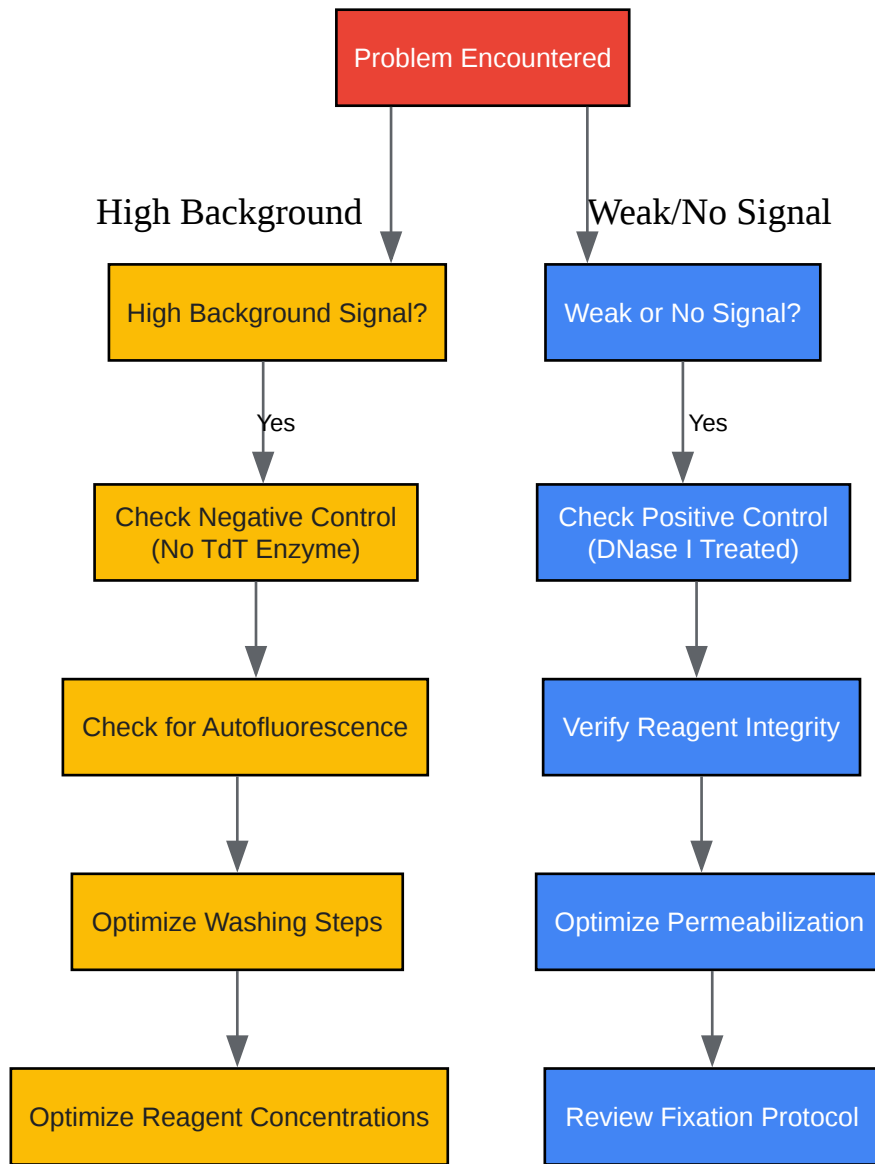 Problem Encountered
High Background
Weak/No Signal
High Background Signal?
Weak or No Signal?
Yes
Yes
Check Negative Control
(No TdT Enzyme)
Check Positive Control
(DNase I Treated)
Check for Autofluorescence
Verify Reagent Integrity
Optimize Washing Steps
Optimize Permeabilization
Optimize Reagent Concentrations
Review Fixation Protocol